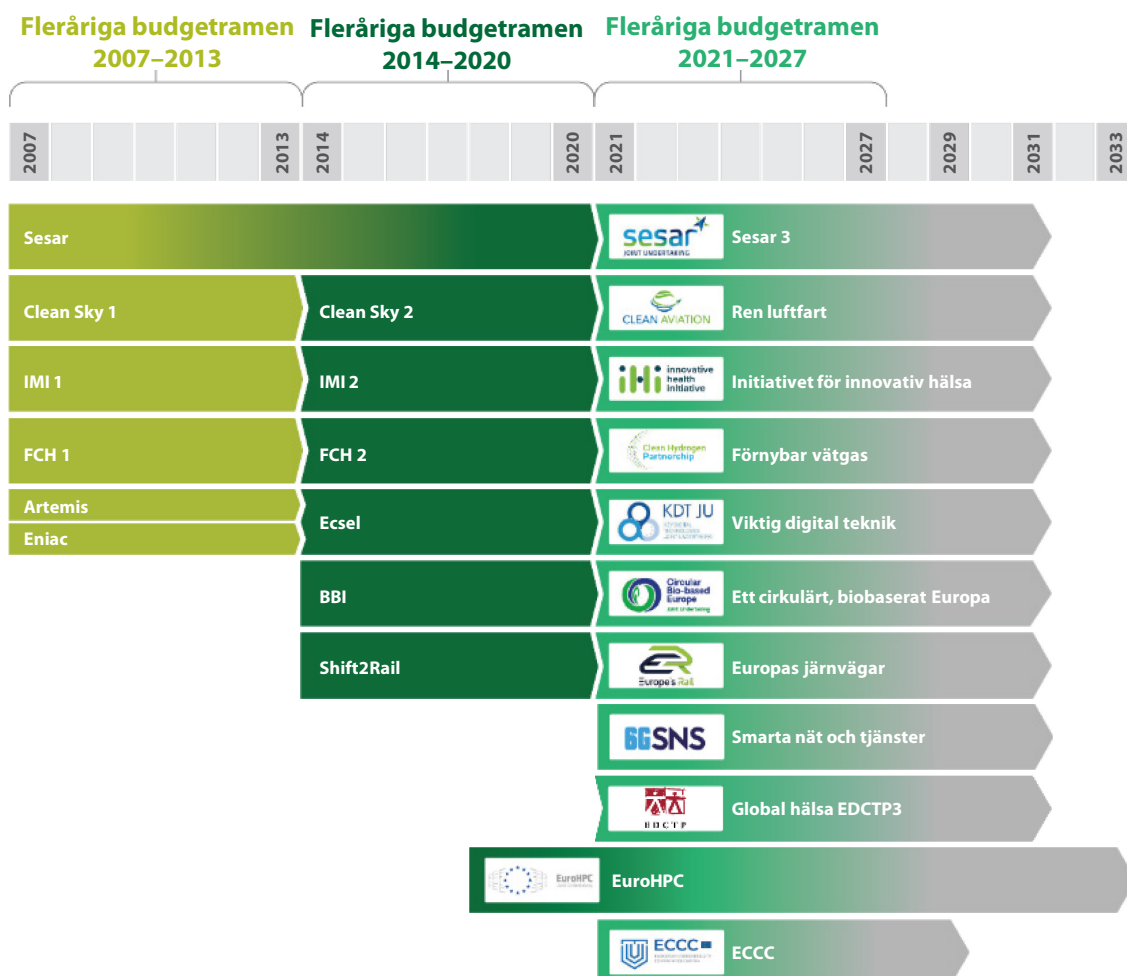 Fleråriga budgetramen
2007–2013
Fleråriga budgetramen
2014–2020
Fleråriga budgetramen
2021–2027
2007
2013
2014
2020
2021
2027
2029
2031
2033
Sesar
sesar
JOINT UNDERTAKING
Sesar 3
Clean Sky 1
Clean Sky 2
CLEAN AVIATION
Ren luftfart
IMI 1
IMI 2
iHi
innovative
health
initiative
Initiativet för innovativ hälsa
FCH 1
FCH 2
Clean Hydrogen
Partnership
Förnybar vätgas
Artemis
Eniac
Ecsel
KDT JU
Viktig digital teknik
BBI
Circular
Bio-based
Europe
Ett cirkulärt, biobaserat Europa
Shift2Rail
ER
Europe's Rail
Europas järnvägar
6GSNS
Smarta nät och tjänster
EDCTP
Global hälsa EDCTP3
EuroHPC
EuroHPC
ECCC
ECCC